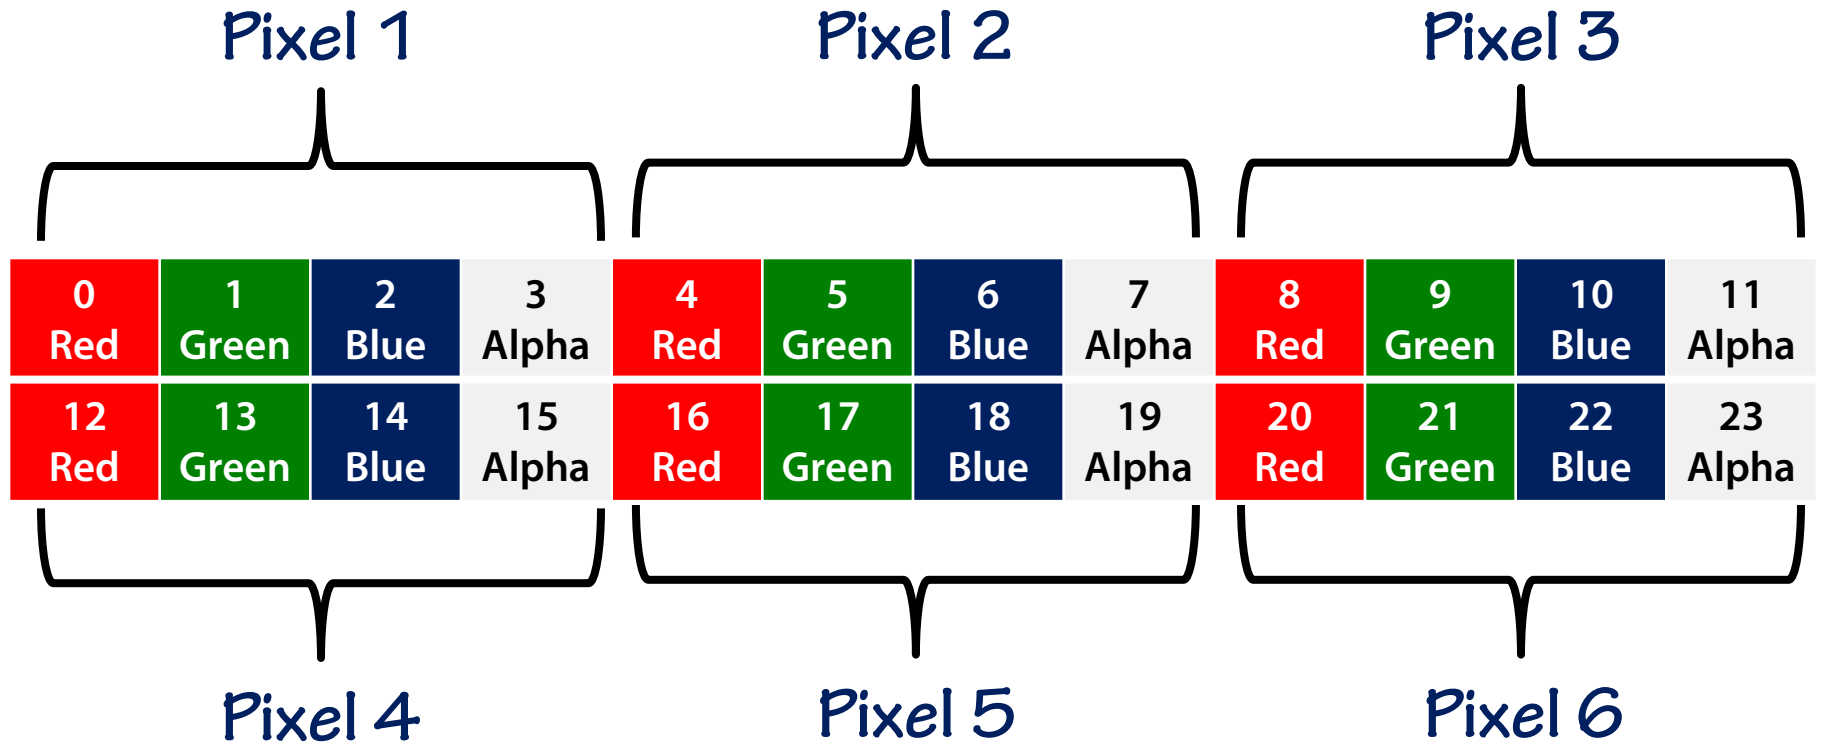 Pixel 1 Pixel 2 Pixel 3
0 1 2 3 4 5 6 7 8 9 10 11
Red Green Blue Alpha Red Green Blue Alpha Red Green Blue Alpha
12 13 14 15 16 17 18 19 20 21 22 23
Red Green Blue Alpha Red Green Blue Alpha Red Green Blue Alpha
Pixel 4 Pixel 5 Pixel 6